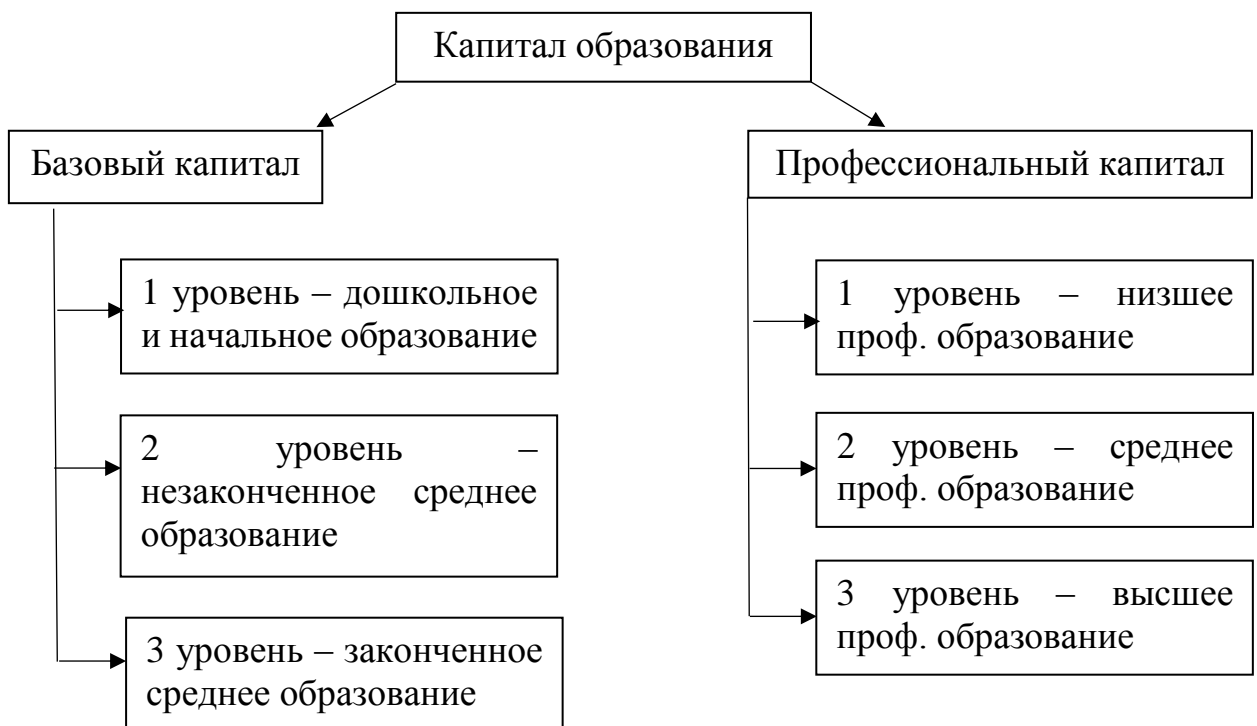 Капитал образования
Базовый капитал
1 уровень – дошкольное
и начальное образование
2 уровень –
незаконченное среднее
образование
3 уровень – законченное
среднее образование
Профессиональный капитал
1 уровень – низшее
проф. образование
2 уровень – среднее
проф. образование
3 уровень – высшее
проф. образование